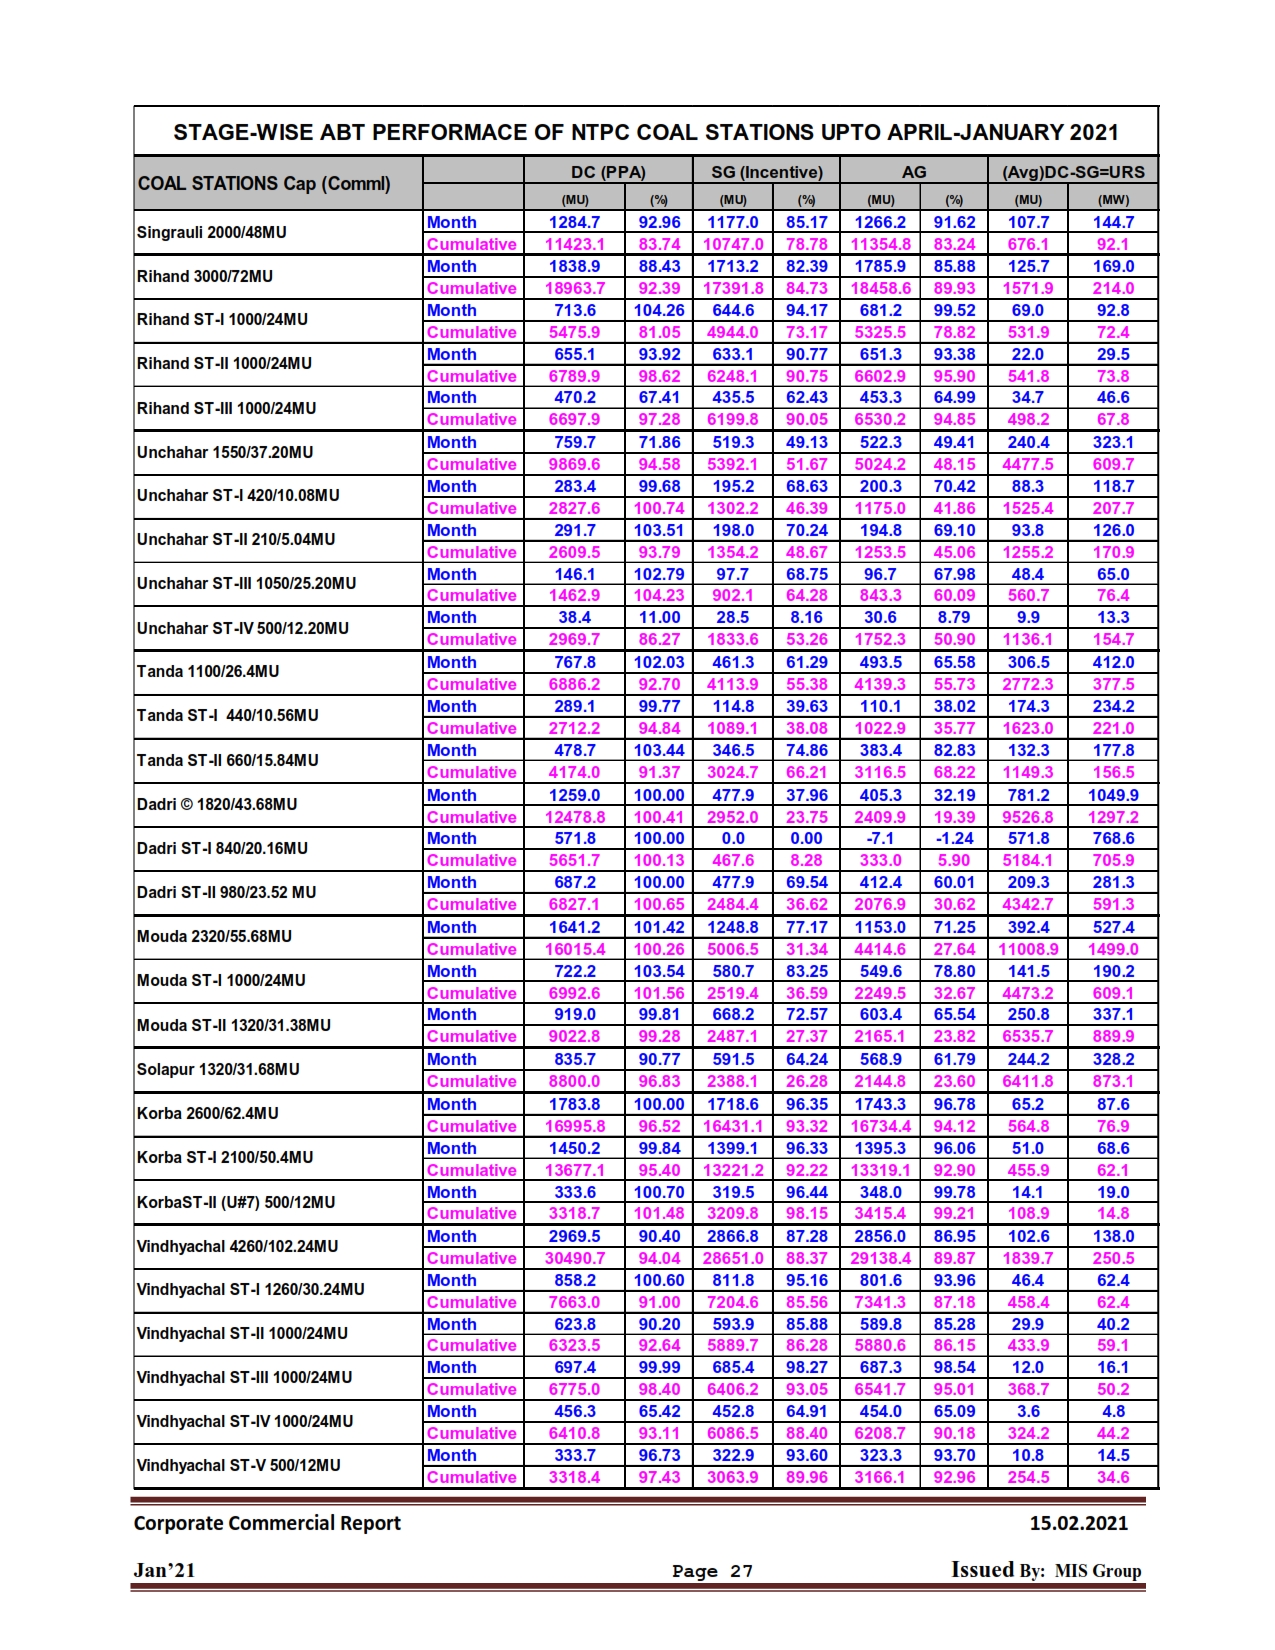 STAGE-WISE ABT PERFORMACE OF NTPC COAL STATIONS UPTO APRIL-JANUARY 2021
COAL STATIONS Cap (Comml) DC (PPA) SG (Incentive) AG (Avg)DC-SG=URS
(MU) (%) (MU) (%) (MU) (%) (MU) (MW)
Singrauli 2000/48MU
Month 1284.7 92.96 1177.0 85.17 1266.2 91.62 107.7 144.7
Cumulative 11423.1 83.74 10747.0 78.78 11354.8 83.24 676.1 92.1
Rihand 3000/72MU
Month 1838.9 88.43 1713.2 82.39 1785.9 85.88 125.7 169.0
Cumulative 18963.7 92.39 17391.8 84.73 18458.6 89.93 1571.9 214.0
Rihand ST-I 1000/24MU
Month 713.6 104.26 644.6 94.17 681.2 99.52 69.0 92.8
Cumulative 5475.9 81.05 4944.0 73.17 5325.5 78.82 531.9 72.4
Rihand ST-II 1000/24MU
Month 655.1 93.92 633.1 90.77 651.3 93.38 22.0 29.5
Cumulative 6789.9 98.62 6248.1 90.75 6602.9 95.90 541.8 73.8
Rihand ST-III 1000/24MU
Month 470.2 67.41 435.5 62.43 453.3 64.99 34.7 46.6
Cumulative 6697.9 97.28 6199.8 90.05 6530.2 94.85 498.2 67.8
Unchahar 1550/37.20MU
Month 759.7 71.86 519.3 49.13 522.3 49.41 240.4 323.1
Cumulative 9869.6 94.58 5392.1 51.67 5024.2 48.15 4477.5 609.7
Unchahar ST-I 420/10.08MU
Month 283.4 99.68 195.2 68.63 200.3 70.42 88.3 118.7
Cumulative 2827.6 100.74 1302.2 46.39 1175.0 41.86 1525.4 207.7
Unchahar ST-II 210/5.04MU
Month 291.7 103.51 198.0 70.24 194.8 69.10 93.8 126.0
Cumulative 2609.5 93.79 1354.2 48.67 1253.5 45.06 1255.2 170.9
Unchahar ST-III 1050/25.20MU
Month 146.1 102.79 97.7 68.75 96.7 67.98 48.4 65.0
Cumulative 1462.9 104.23 902.1 64.28 843.3 60.09 560.7 76.4
Unchahar ST-IV 500/12.20MU
Month 38.4 11.00 28.5 8.16 30.6 8.79 9.9 13.3
Cumulative 2969.7 86.27 1833.6 53.26 1752.3 50.90 1136.1 154.7
Tanda 1100/26.4MU
Month 767.8 102.03 461.3 61.29 493.5 65.58 306.5 412.0
Cumulative 6886.2 92.70 4113.9 55.38 4139.3 55.73 2772.3 377.5
Tanda ST-I 440/10.56MU
Month 289.1 99.77 114.8 39.63 110.1 38.02 174.3 234.2
Cumulative 2712.2 94.84 1089.1 38.08 1022.9 35.77 1623.0 221.0
Tanda ST-II 660/15.84MU
Month 478.7 103.44 346.5 74.86 383.4 82.83 132.3 177.8
Cumulative 4174.0 91.37 3024.7 66.21 3116.5 68.22 1149.3 156.5
Dadri © 1820/43.68MU
Month 1259.0 100.00 477.9 37.96 405.3 32.19 781.2 1049.9
Cumulative 12478.8 100.41 2952.0 23.75 2409.9 19.39 9526.8 1297.2
Dadri ST-I 840/20.16MU
Month 571.8 100.00 0.0 0.00 -7.1 -1.24 571.8 768.6
Cumulative 5651.7 100.13 467.6 8.28 333.0 5.90 5184.1 705.9
Dadri ST-II 980/23.52 MU
Month 687.2 100.00 477.9 69.54 412.4 60.01 209.3 281.3
Cumulative 6827.1 100.65 2484.4 36.62 2076.9 30.62 4342.7 591.3
Mouda 2320/55.68MU
Month 1641.2 101.42 1248.8 77.17 1153.0 71.25 392.4 527.4
Cumulative 16015.4 100.26 5006.5 31.34 4414.6 27.64 11008.9 1499.0
Mouda ST-I 1000/24MU
Month 722.2 103.54 580.7 83.25 549.6 78.80 141.5 190.2
Cumulative 6992.6 101.56 2519.4 36.59 2249.5 32.67 4473.2 609.1
Mouda ST-II 1320/31.38MU
Month 919.0 99.81 668.2 72.57 603.4 65.54 250.8 337.1
Cumulative 9022.8 99.28 2487.1 27.37 2165.1 23.82 6535.7 889.9
Solapur 1320/31.68MU
Month 835.7 90.77 591.5 64.24 568.9 61.79 244.2 328.2
Cumulative 8800.0 96.83 2388.1 26.28 2144.8 23.60 6411.8 873.1
Korba 2600/62.4MU
Month 1783.8 100.00 1718.6 96.35 1743.3 96.78 65.2 87.6
Cumulative 16995.8 96.52 16431.1 93.32 16734.4 94.12 564.8 76.9
Korba ST-I 2100/50.4MU
Month 1450.2 99.84 1399.1 96.33 1395.3 96.06 51.0 68.6
Cumulative 13677.1 95.40 13221.2 92.22 13319.1 92.90 455.9 62.1
KorbaST-II (U#7) 500/12MU
Month 333.6 100.70 319.5 96.44 348.0 99.78 14.1 19.0
Cumulative 3318.7 101.48 3209.8 98.15 3415.4 99.21 108.9 14.8
Vindhyachal 4260/102.24MU
Month 2969.5 90.40 2866.8 87.28 2856.0 86.95 102.6 138.0
Cumulative 30490.7 94.04 28651.0 88.37 29138.4 89.87 1839.7 250.5
Vindhyachal ST-I 1260/30.24MU
Month 858.2 100.60 811.8 95.16 801.6 93.96 46.4 62.4
Cumulative 7663.0 91.00 7204.6 85.56 7341.3 87.18 458.4 62.4
Vindhyachal ST-II 1000/24MU
Month 623.8 90.20 593.9 85.88 589.8 85.28 29.9 40.2
Cumulative 6323.5 92.64 5889.7 86.28 5880.6 86.15 433.9 59.1
Vindhyachal ST-III 1000/24MU
Month 697.4 99.99 685.4 98.27 687.3 98.54 12.0 16.1
Cumulative 6775.0 98.40 6406.2 93.05 6541.7 95.01 368.7 50.2
Vindhyachal ST-IV 1000/24MU
Month 456.3 65.42 452.8 64.91 454.0 65.09 3.6 4.8
Cumulative 6410.8 93.11 6086.5 88.40 6208.7 90.18 324.2 44.2
Vindhyachal ST-V 500/12MU
Month 333.7 96.73 322.9 93.60 323.3 93.70 10.8 14.5
Cumulative 3318.4 97.43 3063.9 89.96 3166.1 92.96 254.5 34.6
Corporate Commercial Report 15.02.2021
Jan’21 Page 27 Issued By: MIS Group